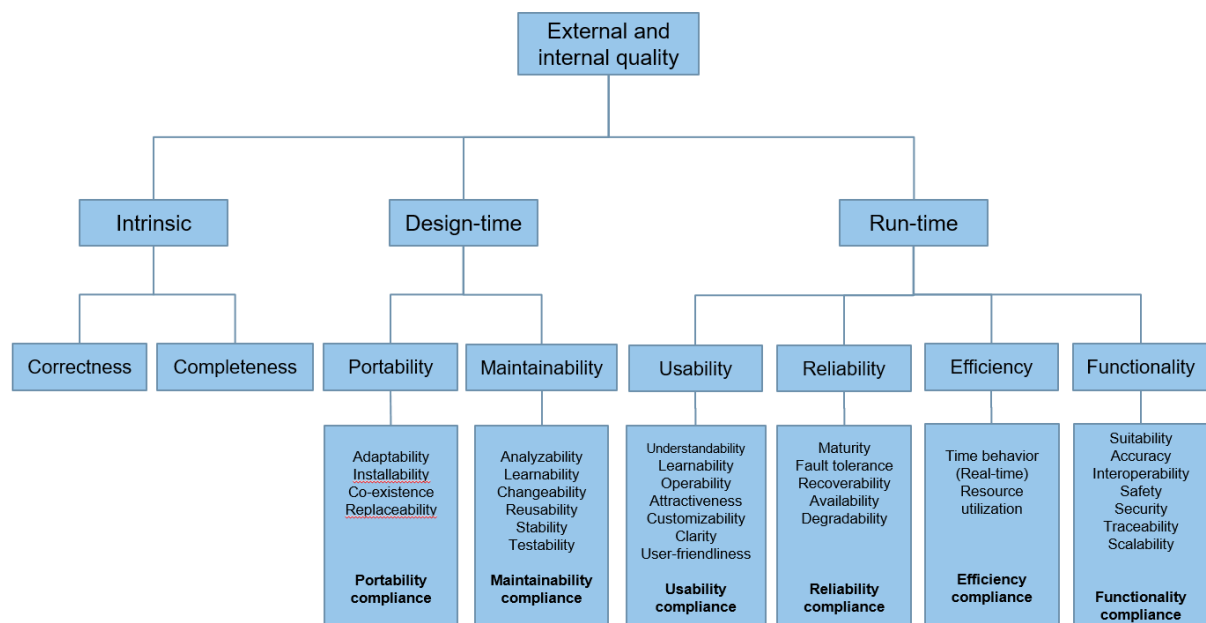 External and
internal quality
Intrinsic
Design-time
Run-time
Correctness
Completeness
Portability
Maintainability
Usability
Reliability
Efficiency
Functionality
Adaptability
Installability
Co-existence
Replaceability
Portability
compliance
Analyzability
Learnability
Changeability
Reusability
Stability
Testability
Maintainability
compliance
Understandability
Learnability
Operability
Attractiveness
Customizability
Clarity
User-friendliness
Usability
compliance
Maturity
Fault tolerance
Recoverability
Availability
Degradability
Reliability
compliance
Time behavior
(Real-time)
Resource
utilization
Efficiency
compliance
Suitability
Accuracy
Interoperability
Safety
Security
Traceability
Scalability
Functionality
compliance